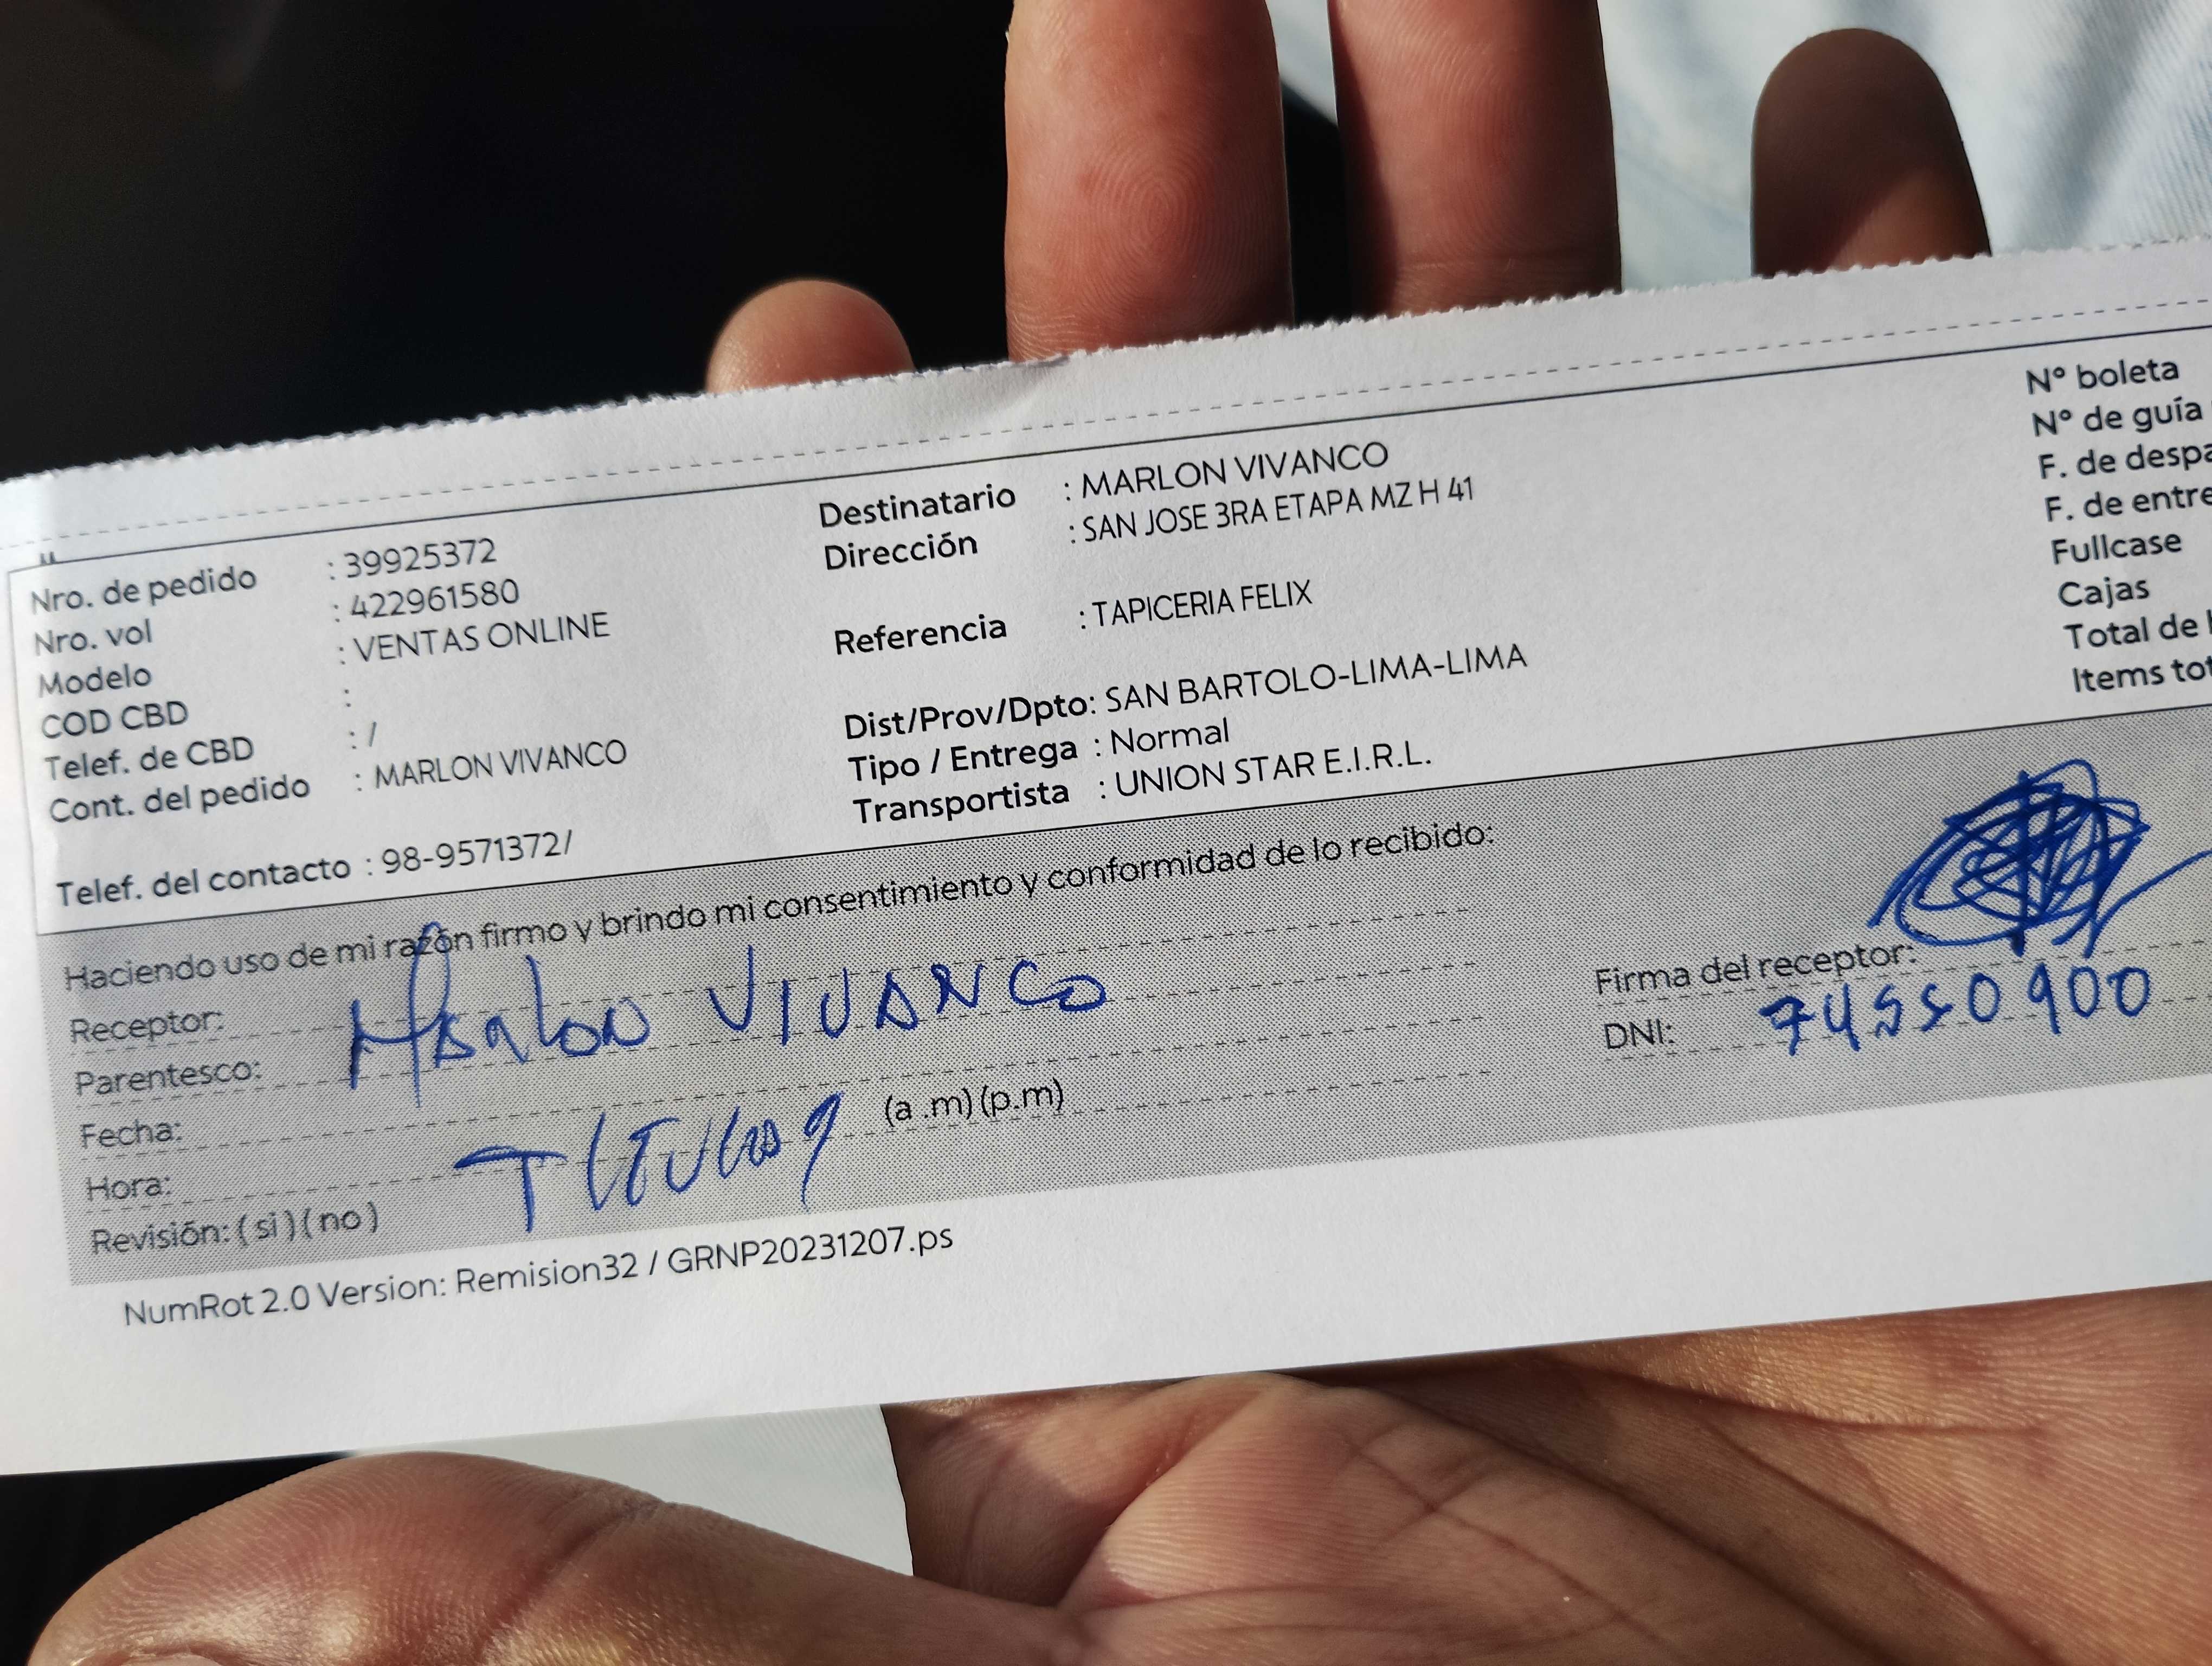 Nro. de pedido : 39925372
Nro. vol : 422961580
Modelo : VENTAS ONLINE
COD CBD :
Telef. de CBD : /
Cont. del pedido : MARLON VIVANCO
Telef. del contacto : 98-9571372/
Destinatario : MARLON VIVANCO
Dirección : SAN JOSE 3RA ETAPA MZ H 41
Referencia : TAPICERIA FELIX
Dist/Prov/Dpto: SAN BARTOLO-LIMA-LIMA
Tipo / Entrega : Normal
Transportista : UNION STAR E.I.R.L.
N° boleta
N° de guía
F. de
F. de
Fullcase
Cajas
Total de
Items
Haciendo uso de mi razón firmo y brindo mi consentimiento y conformidad de lo recibido:
Receptor: Marlon VIVANCO
Parentesco:
Fecha:
Hora: (a .m) (p.m)
Revisión: ( si ) ( no ) Titular
Firma del receptor:
DNI:
NumRot 2.0 Version: Remision32 / GRNP20231207.ps